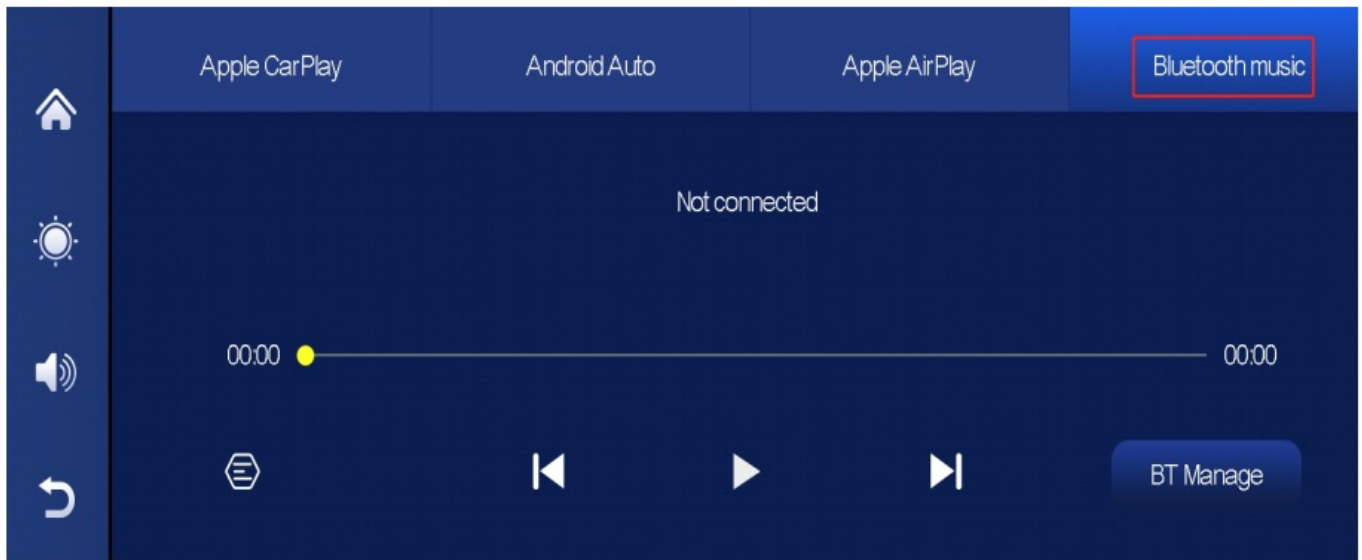 Apple CarPlay
Android Auto
Apple AirPlay
Bluetooth music
Not connected
00:00
00:00
BT Manage